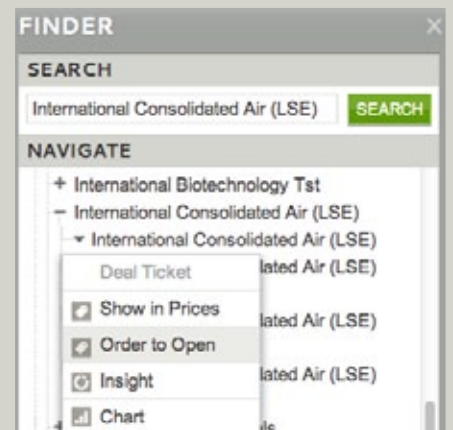 FINDER
SEARCH
International Consolidated Air (LSE) SEARCH
NAVIGATE
+ International Biotechnology Tst
− International Consolidated Air (LSE)
International Consolidated Air (LSE)
Deal Ticket lated Air (LSE)
Show in Prices
lated Air (LSE)
Order to Open
Insight lated Air (LSE)
Chart